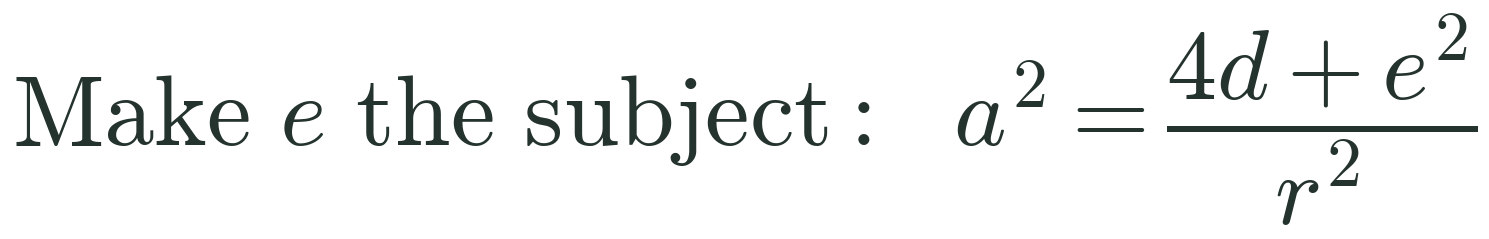 Make e the subject : a² = (4d + e²)/r²